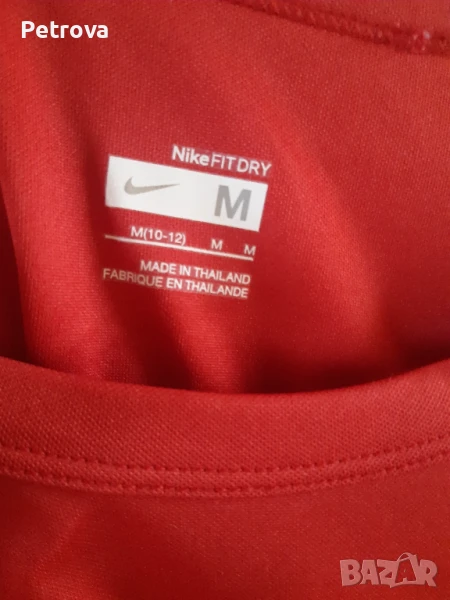 Petrova
NikeFITDRY
M
M(10-12) M M
MADE IN THAILAND
FABRIQUE EN THAILANDE
BAZAR